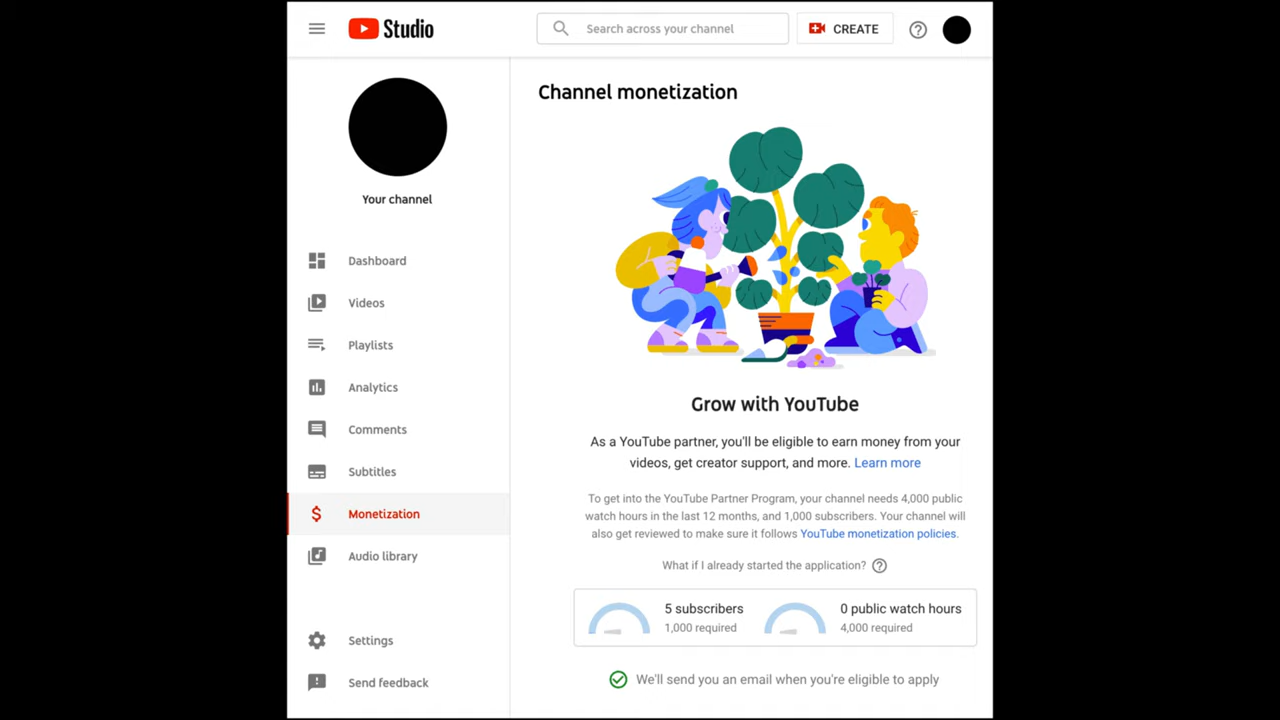 Studio
Search across your channel
CREATE
Your channel
Dashboard
Videos
Playlists
Analytics
Comments
Subtitles
$ Monetization
Audio library
Settings
Send feedback
Channel monetization
Grow with YouTube
As a YouTube partner, you'll be eligible to earn money from your
videos, get creator support, and more. Learn more
To get into the YouTube Partner Program, your channel needs 4,000 public
watch hours in the last 12 months, and 1,000 subscribers. Your channel will
also get reviewed to make sure it follows YouTube monetization policies.
What if I already started the application?
5 subscribers
1,000 required
0 public watch hours
4,000 required
We'll send you an email when you're eligible to apply